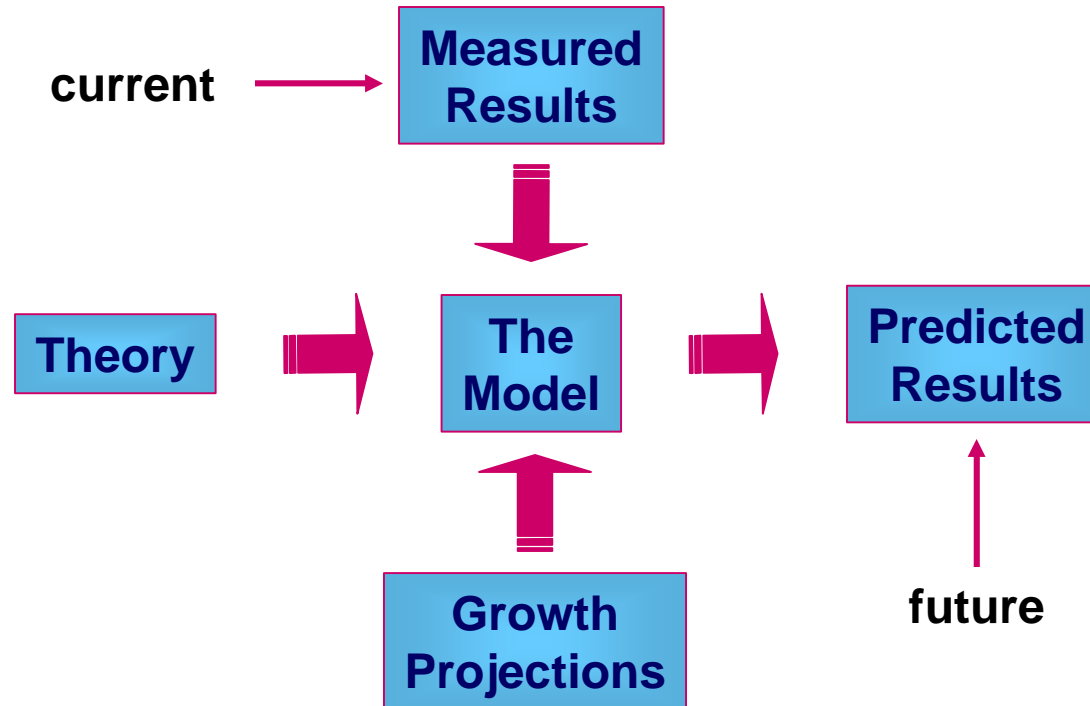 current
Measured
Results
Theory
The
Model
Predicted
Results
Growth
Projections
future